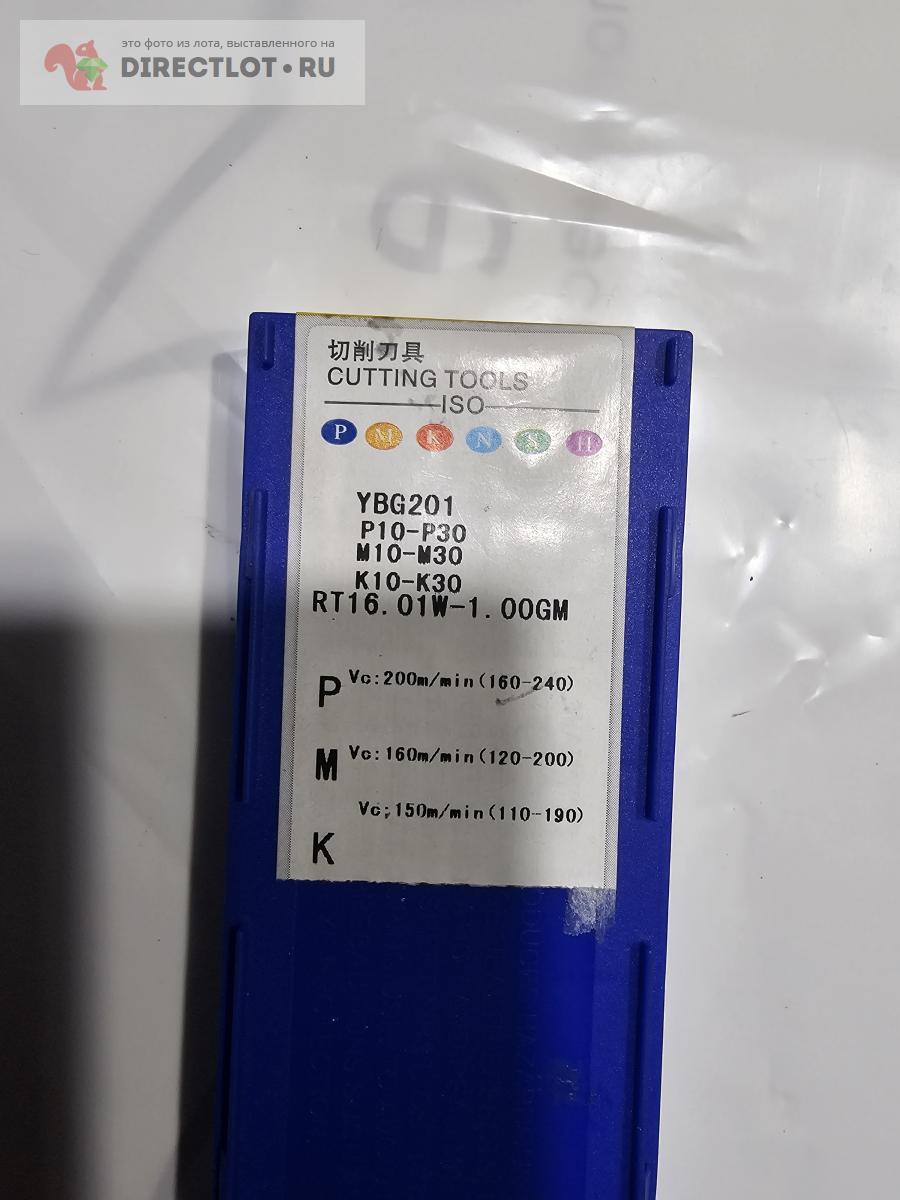 это фото из лота, выставленного на
DIRECTLOT•RU
切削刀具
CUTTING TOOLS
ISO
P M K N S H
YBG201
P10-P30
M10-M30
K10-K30
RT16.01W-1.00GM
P Vc:200m/min(160-240)
M Vc:160m/min(120-200)
Vc:150m/min(110-190)
K